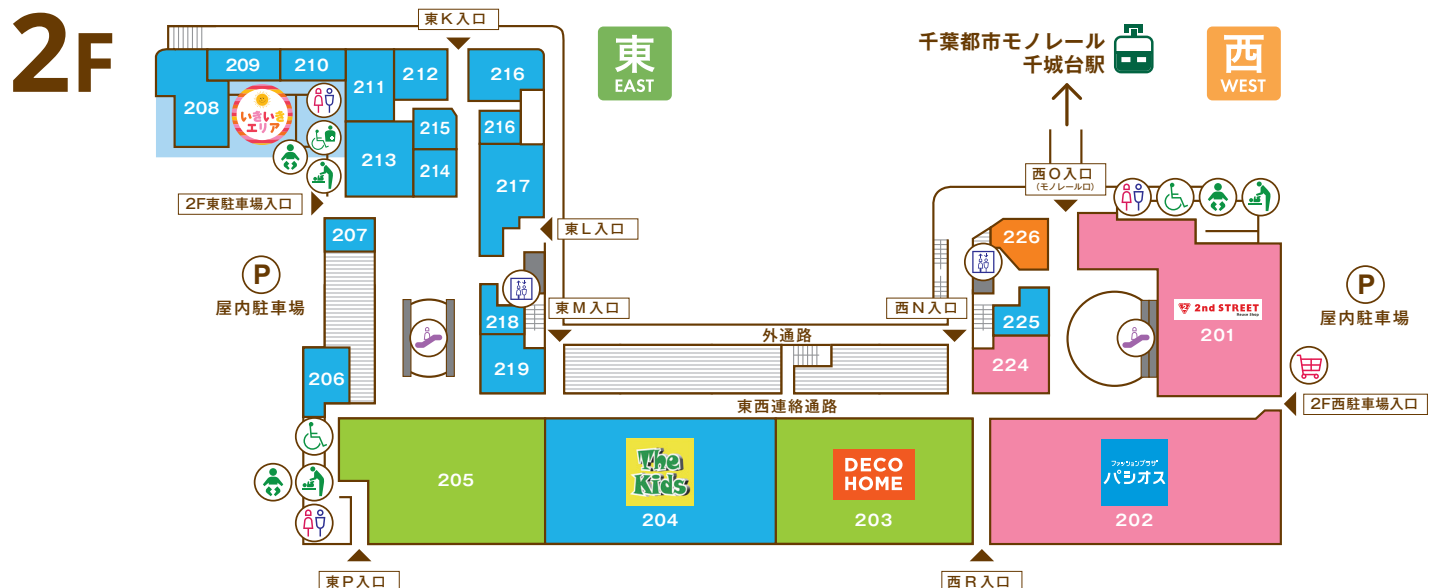 2F
東K入口
東
EAST
千葉都市モノレール
千城台駅
西
WEST
209
210
211
212
216
208
いきいき
エリア
215
216
213
214
217
西O入口
(モノレール口)
2F東駐車場入口
207
東L入口
226
P
屋内駐車場
P
屋内駐車場
218
東M入口
西N入口
225
2nd STREET
Reuse Shop
201
外通路
219
224
206
東西連絡通路
2F西駐車場入口
205
The
Kid's
204
DECO
HOME
203
ファッションプラザ
パシオス
202
東P入口
西R入口